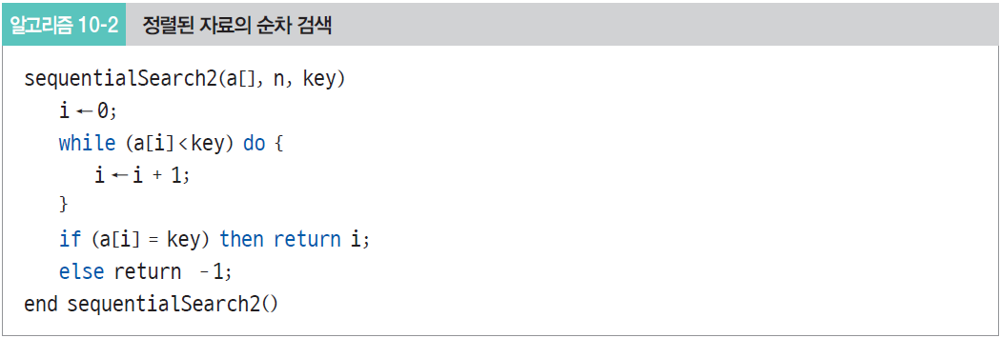 알고리즘 10-2 정렬된 자료의 순차 검색
sequentialSearch2(a[], n, key)
i ←0;
while (a[i]<key) do {
i ←i + 1;
}
if (a[i] = key) then return i;
else return -1;
end sequentialSearch2()